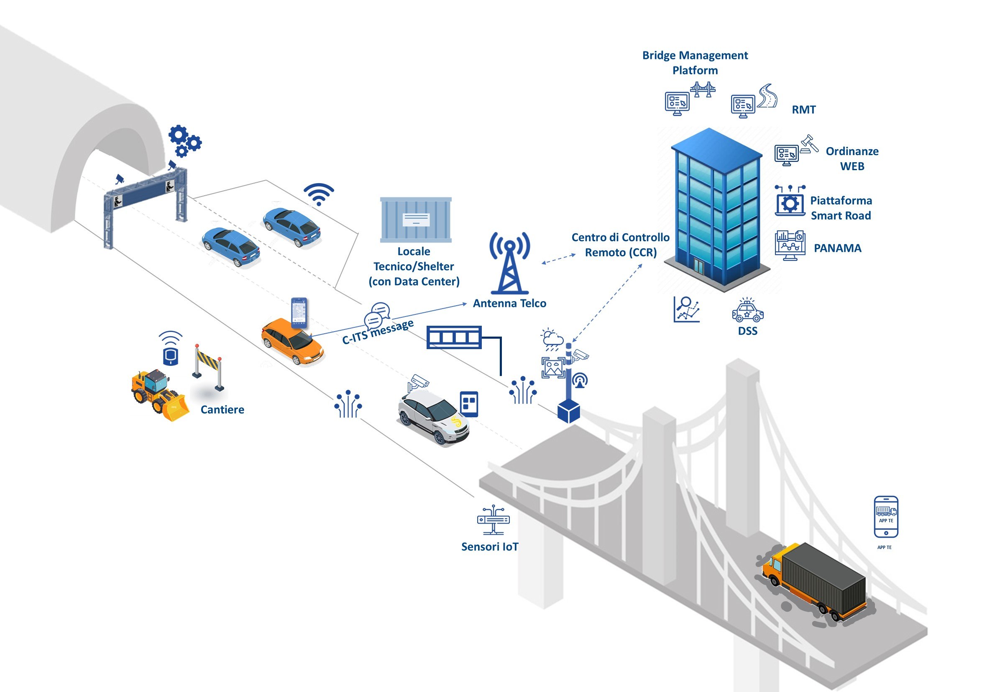 Bridge Management
Platform
RMT
Ordinanze
WEB
Piattaforma
Smart Road
PANAMA
Centro di Controllo
Remoto (CCR)
Locale
Tecnico/Shelter
(con Data Center)
Antenna Telco
C-ITS message
DSS
Cantiere
Sensori IoT
APP TE
APP TE